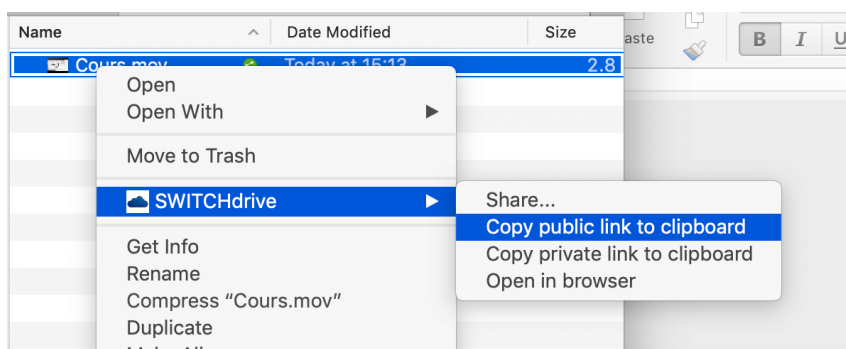 Name Date Modified Size
aste B I U
Cours.mov Today at 15:13 2.8
Open
Open With
Move to Trash
SWITCHdrive
Share...
Copy public link to clipboard
Copy private link to clipboard
Open in browser
Get Info
Rename
Compress “Cours.mov”
Duplicate